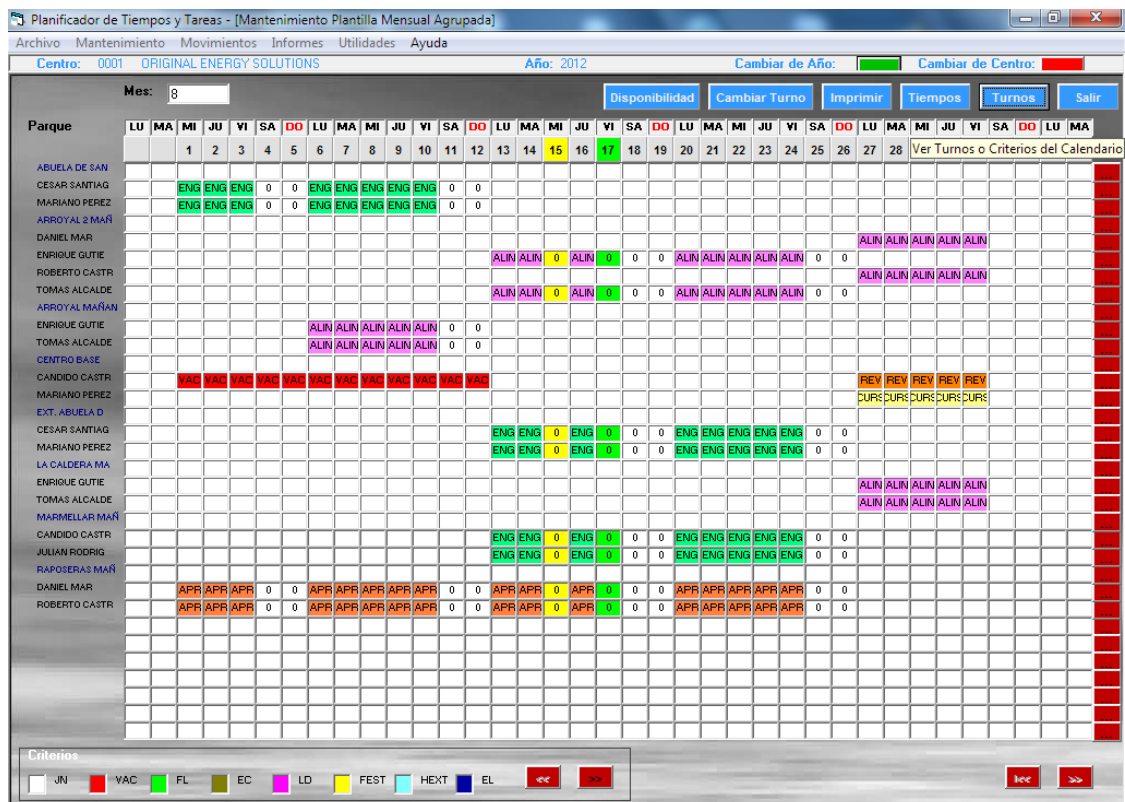 Planificador de Tiempos y Tareas - [Mantenimiento Plantilla Mensual Agrupada]
Archivo Mantenimiento Movimientos Informes Utilidades Ayuda
Centro: 0001 ORIGINAL ENERGY SOLUTIONS Año: 2012 Cambiar de Año: Cambiar de Centro:
Mes: 8
Disponibilidad Cambiar Turno Imprimir Tiempos Turnos Salir
Parque LU MA MI JU VI SA DO LU MA MI JU VI SA DO LU MA MI JU VI SA DO LU MA MI JU VI SA DO LU MA MI JU VI SA DO LU MA
1 2 3 4 5 6 7 8 9 10 11 12 13 14 15 16 17 18 19 20 21 22 23 24 25 26 27 28 Ver Turnos o Criterios del Calendario
ABUELA DE SAN
CESAR SANTIAG ENG ENG ENG 0 0 ENG ENG ENG ENG ENG 0 0
MARIANO PEREZ ENG ENG ENG 0 0 ENG ENG ENG ENG ENG 0 0
ARROYAL 2 MAÑ
DANIEL MAR ALIN ALIN ALIN ALIN ALIN
ENRIQUE GUTIE ALIN ALIN 0 ALIN 0 0 0 ALIN ALIN ALIN ALIN ALIN 0 0
ROBERTO CASTR ALIN ALIN ALIN ALIN ALIN
TOMAS ALCALDE ALIN ALIN 0 ALIN 0 0 0 ALIN ALIN ALIN ALIN ALIN 0 0
ARROYAL MAÑAN
ENRIQUE GUTIE ALIN ALIN ALIN ALIN ALIN 0 0
TOMAS ALCALDE ALIN ALIN ALIN ALIN ALIN 0 0
CENTRO BASE
CANDIDO CASTR VAC VAC VAC VAC VAC VAC VAC VAC VAC VAC VAC VAC REV REV REV REV REV
MARIANO PEREZ CURS CURS CURS CURS CURS
EXT. ABUELA D
CESAR SANTIAG ENG ENG 0 ENG 0 0 0 ENG ENG ENG ENG ENG 0 0
MARIANO PEREZ ENG ENG 0 ENG 0 0 0 ENG ENG ENG ENG ENG 0 0
LA CALDERA MA
ENRIQUE GUTIE ALIN ALIN ALIN ALIN ALIN
TOMAS ALCALDE ALIN ALIN ALIN ALIN ALIN
MARMELLAR MAÑ
CANDIDO CASTR ENG ENG 0 ENG 0 0 0 ENG ENG ENG ENG ENG 0 0
JULIAN RODRIG ENG ENG 0 ENG 0 0 0 ENG ENG ENG ENG ENG 0 0
RAPOSERAS MAÑ
DANIEL MAR APR APR APR 0 0 APR APR APR APR APR 0 0 APR APR 0 APR 0 0 0 APR APR APR APR APR 0 0
ROBERTO CASTR APR APR APR 0 0 APR APR APR APR APR 0 0 APR APR 0 APR 0 0 0 APR APR APR APR APR 0 0
Criterios
JN VAC FL EC LD FEST HEXT EL << >> |<< >>